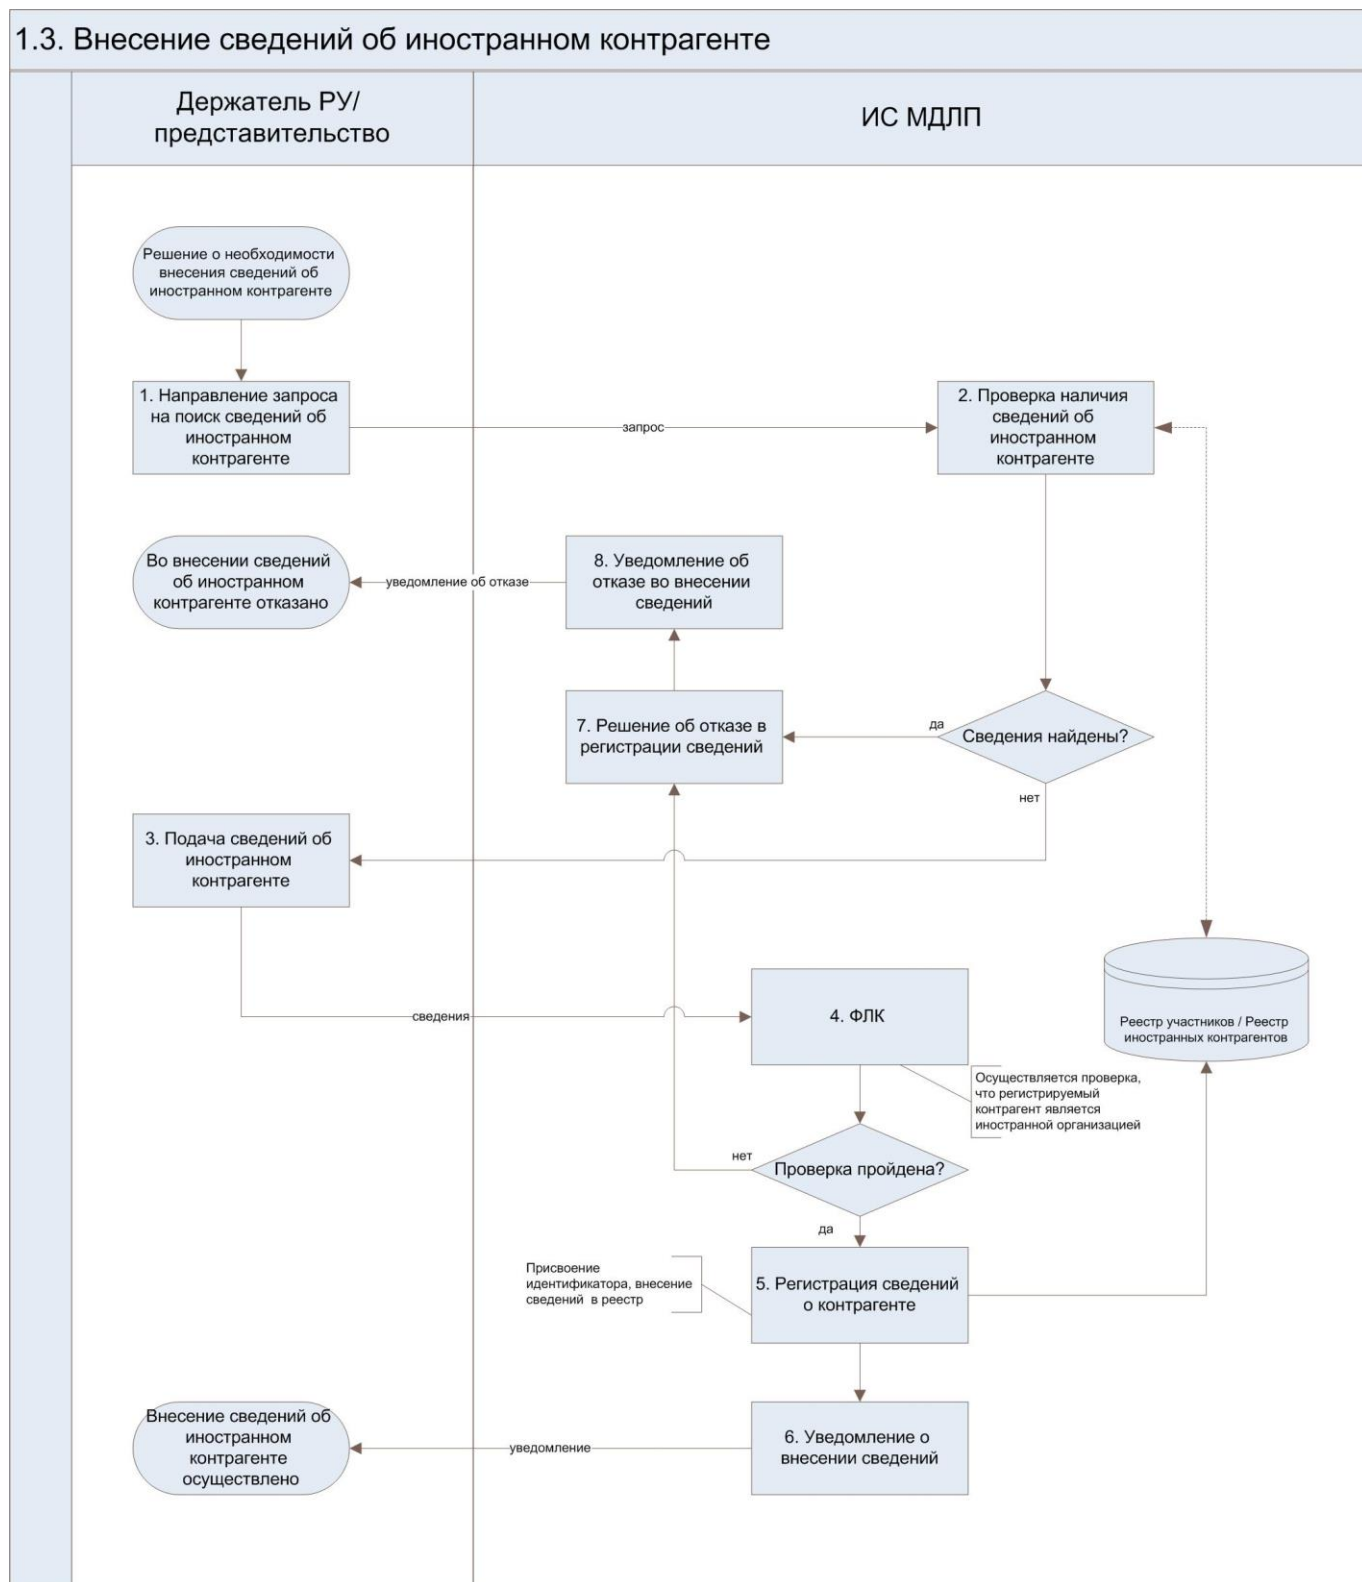 1.3. Внесение сведений об иностранном контрагенте
Держатель РУ/
представительство
ИС МДЛП
Решение о необходимости
внесения сведений об
иностранном контрагенте
1. Направление запроса
на поиск сведений об
иностранном
контрагенте
запрос
2. Проверка наличия
сведений об
иностранном
контрагенте
Во внесении сведений
об иностранном
контрагенте отказано
уведомление об отказе
8. Уведомление об
отказе во внесении
сведений
7. Решение об отказе в
регистрации сведений
да
Сведения найдены?
нет
3. Подача сведений об
иностранном
контрагенте
сведения
4. ФЛК
Реестр участников / Реестр
иностранных контрагентов
Осуществляется проверка,
что регистрируемый
контрагент является
иностранной организацией
нет
Проверка пройдена?
да
Присвоение
идентификатора, внесение
сведений в реестр
5. Регистрация сведений
о контрагенте
Внесение сведений об
иностранном
контрагенте
осуществлено
уведомление
6. Уведомление о
внесении сведений